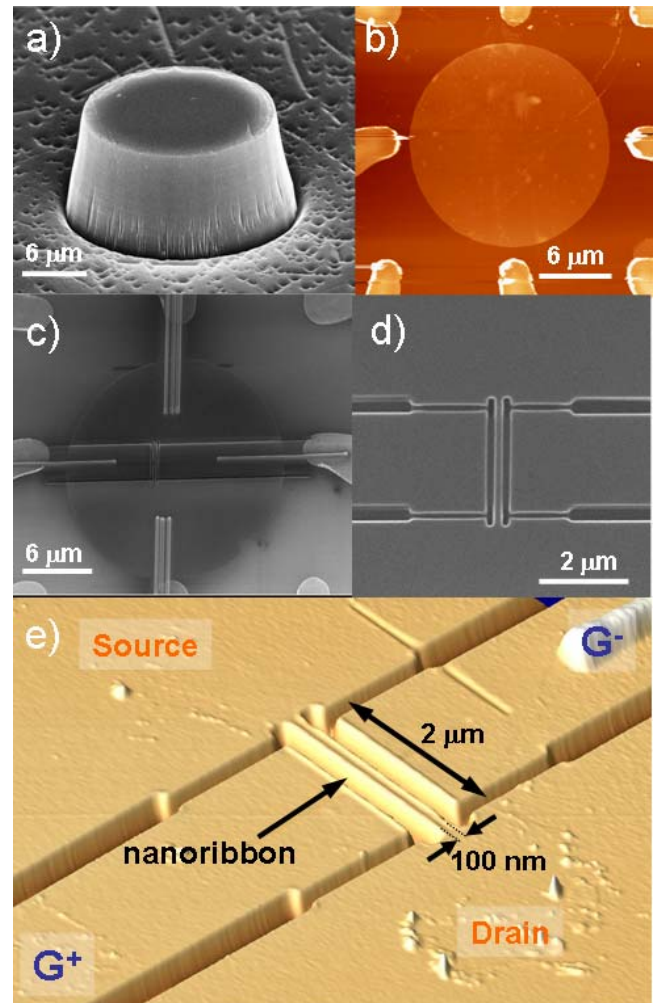 a)
6 μm
b)
6 μm
c)
6 μm
d)
2 μm
e)
Source
G⁻
2 μm
nanoribbon
100 nm
Drain
G⁺